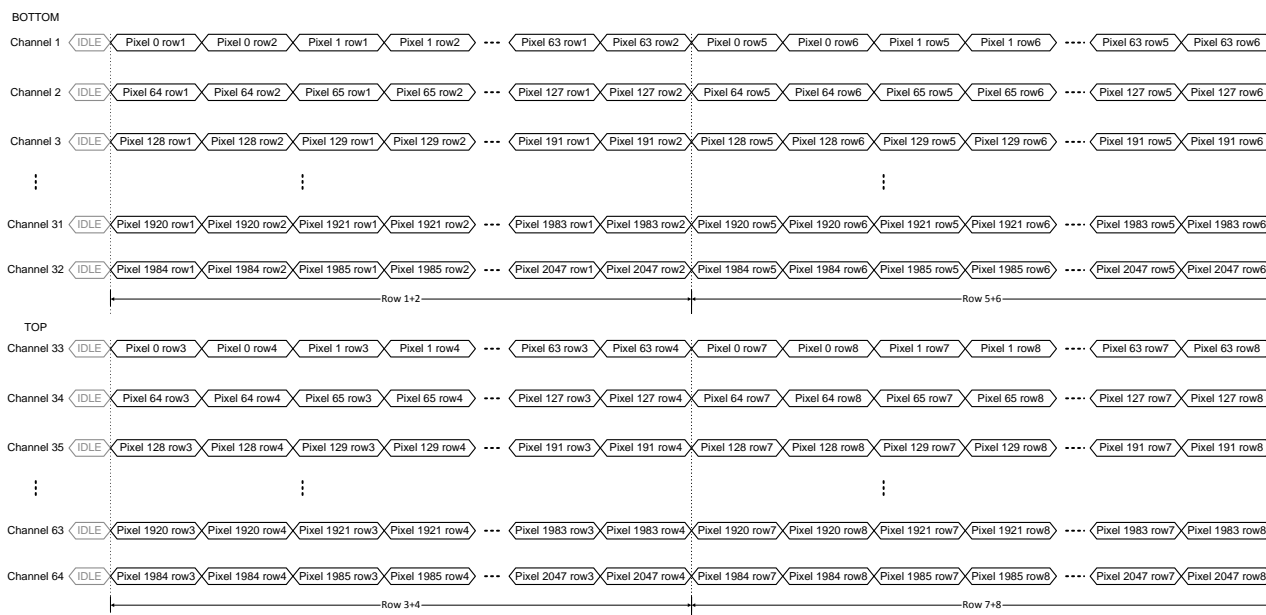 BOTTOM
Channel 1 IDLE Pixel 0 row1 Pixel 0 row2 Pixel 1 row1 Pixel 1 row2 Pixel 63 row1 Pixel 63 row2 Pixel 0 row5 Pixel 0 row6 Pixel 1 row5 Pixel 1 row6 Pixel 63 row5 Pixel 63 row6
Channel 2 IDLE Pixel 64 row1 Pixel 64 row2 Pixel 65 row1 Pixel 65 row2 Pixel 127 row1 Pixel 127 row2 Pixel 64 row5 Pixel 64 row6 Pixel 65 row5 Pixel 65 row6 Pixel 127 row5 Pixel 127 row6
Channel 3 IDLE Pixel 128 row1 Pixel 128 row2 Pixel 129 row1 Pixel 129 row2 Pixel 191 row1 Pixel 191 row2 Pixel 128 row5 Pixel 128 row6 Pixel 129 row5 Pixel 129 row6 Pixel 191 row5 Pixel 191 row6
Channel 31 IDLE Pixel 1920 row1 Pixel 1920 row2 Pixel 1921 row1 Pixel 1921 row2 Pixel 1983 row1 Pixel 1983 row2 Pixel 1920 row5 Pixel 1920 row6 Pixel 1921 row5 Pixel 1921 row6 Pixel 1983 row5 Pixel 1983 row6
Channel 32 IDLE Pixel 1984 row1 Pixel 1984 row2 Pixel 1985 row1 Pixel 1985 row2 Pixel 2047 row1 Pixel 2047 row2 Pixel 1984 row5 Pixel 1984 row6 Pixel 1985 row5 Pixel 1985 row6 Pixel 2047 row5 Pixel 2047 row6
Row 1+2 Row 5+6
TOP
Channel 33 IDLE Pixel 0 row3 Pixel 0 row4 Pixel 1 row3 Pixel 1 row4 Pixel 63 row3 Pixel 63 row4 Pixel 0 row7 Pixel 0 row8 Pixel 1 row7 Pixel 1 row8 Pixel 63 row7 Pixel 63 row8
Channel 34 IDLE Pixel 64 row3 Pixel 64 row4 Pixel 65 row3 Pixel 65 row4 Pixel 127 row3 Pixel 127 row4 Pixel 64 row7 Pixel 64 row8 Pixel 65 row7 Pixel 65 row8 Pixel 127 row7 Pixel 127 row8
Channel 35 IDLE Pixel 128 row3 Pixel 128 row4 Pixel 129 row3 Pixel 129 row4 Pixel 191 row3 Pixel 191 row4 Pixel 128 row7 Pixel 128 row8 Pixel 129 row7 Pixel 129 row8 Pixel 191 row7 Pixel 191 row8
Channel 63 IDLE Pixel 1920 row3 Pixel 1920 row4 Pixel 1921 row3 Pixel 1921 row4 Pixel 1983 row3 Pixel 1983 row4 Pixel 1920 row7 Pixel 1920 row8 Pixel 1921 row7 Pixel 1921 row8 Pixel 1983 row7 Pixel 1983 row8
Channel 64 IDLE Pixel 1984 row3 Pixel 1984 row4 Pixel 1985 row3 Pixel 1985 row4 Pixel 2047 row3 Pixel 2047 row4 Pixel 1984 row7 Pixel 1984 row8 Pixel 1985 row7 Pixel 1985 row8 Pixel 2047 row7 Pixel 2047 row8
Row 3+4 Row 7+8